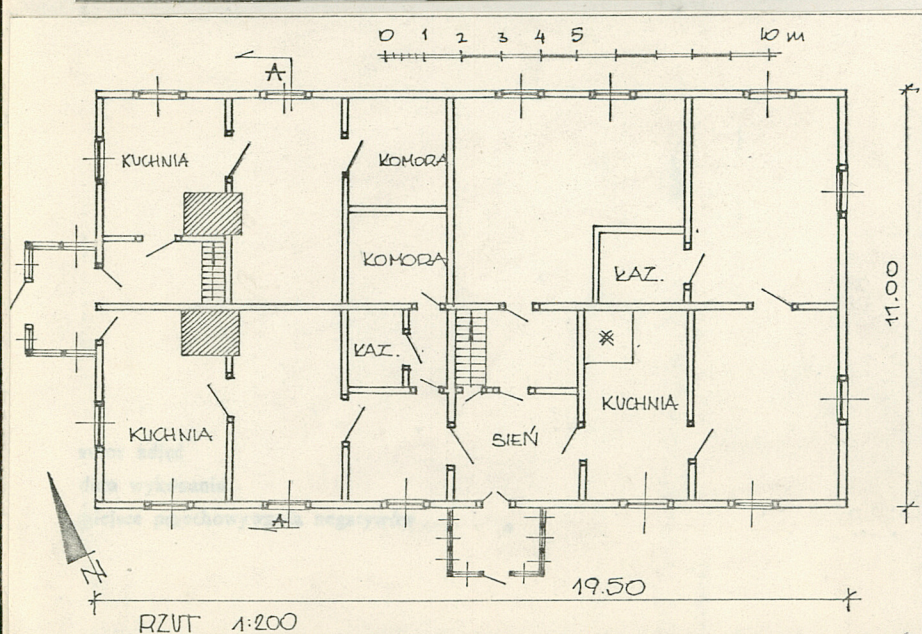 0 1 2 3 4 5 10 m
A
KUCHNIA
KOMORA
KOMORA
ŁAZ.
11.00
ŁAZ.
KUCHNIA
KUCHNIA
SIEŃ
A
N
19.50
RZUT 1:200